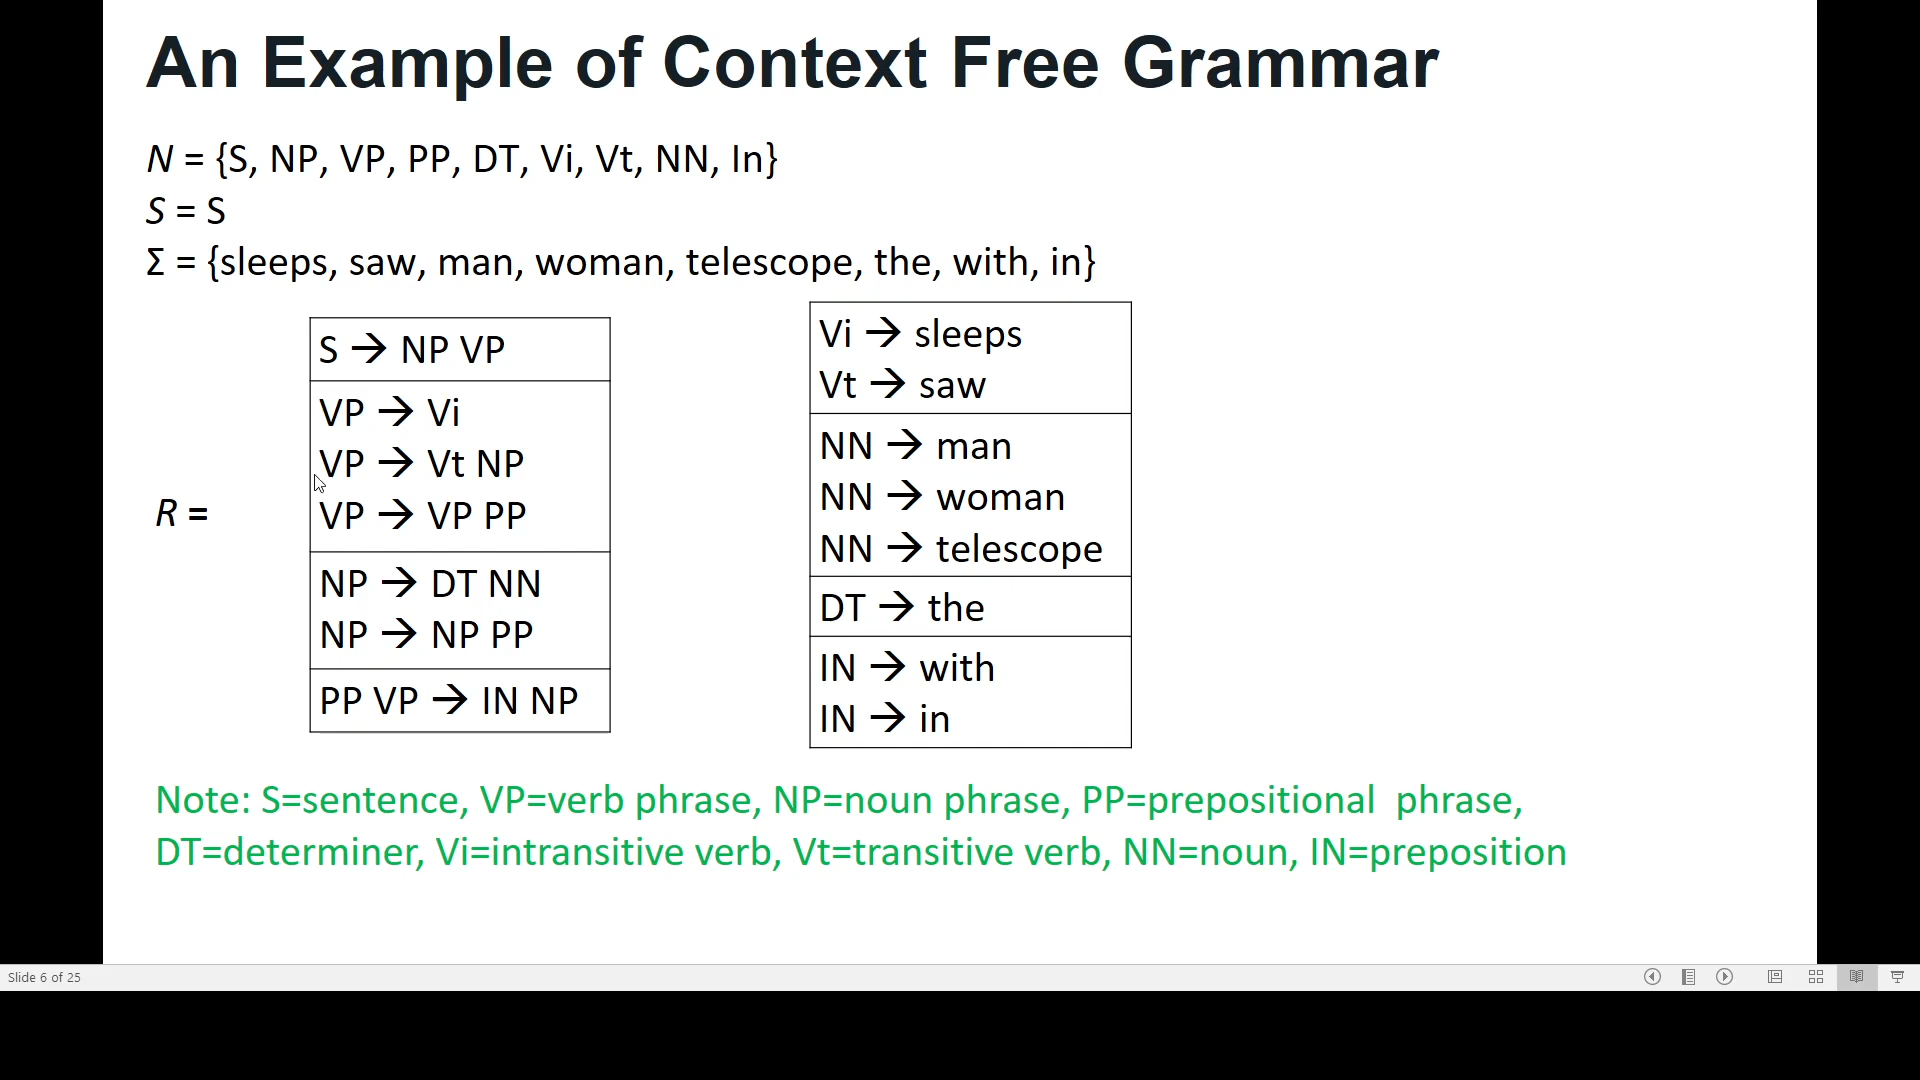 An Example of Context Free Grammar
N = {S, NP, VP, PP, DT, Vi, Vt, NN, In}
S = S
Σ = {sleeps, saw, man, woman, telescope, the, with, in}
R =
S → NP VP
VP → Vi
VP → Vt NP
VP → VP PP
NP → DT NN
NP → NP PP
PP VP → IN NP
Vi → sleeps
Vt → saw
NN → man
NN → woman
NN → telescope
DT → the
IN → with
IN → in
Note: S=sentence, VP=verb phrase, NP=noun phrase, PP=prepositional phrase,
DT=determiner, Vi=intransitive verb, Vt=transitive verb, NN=noun, IN=preposition
Slide 6 of 25